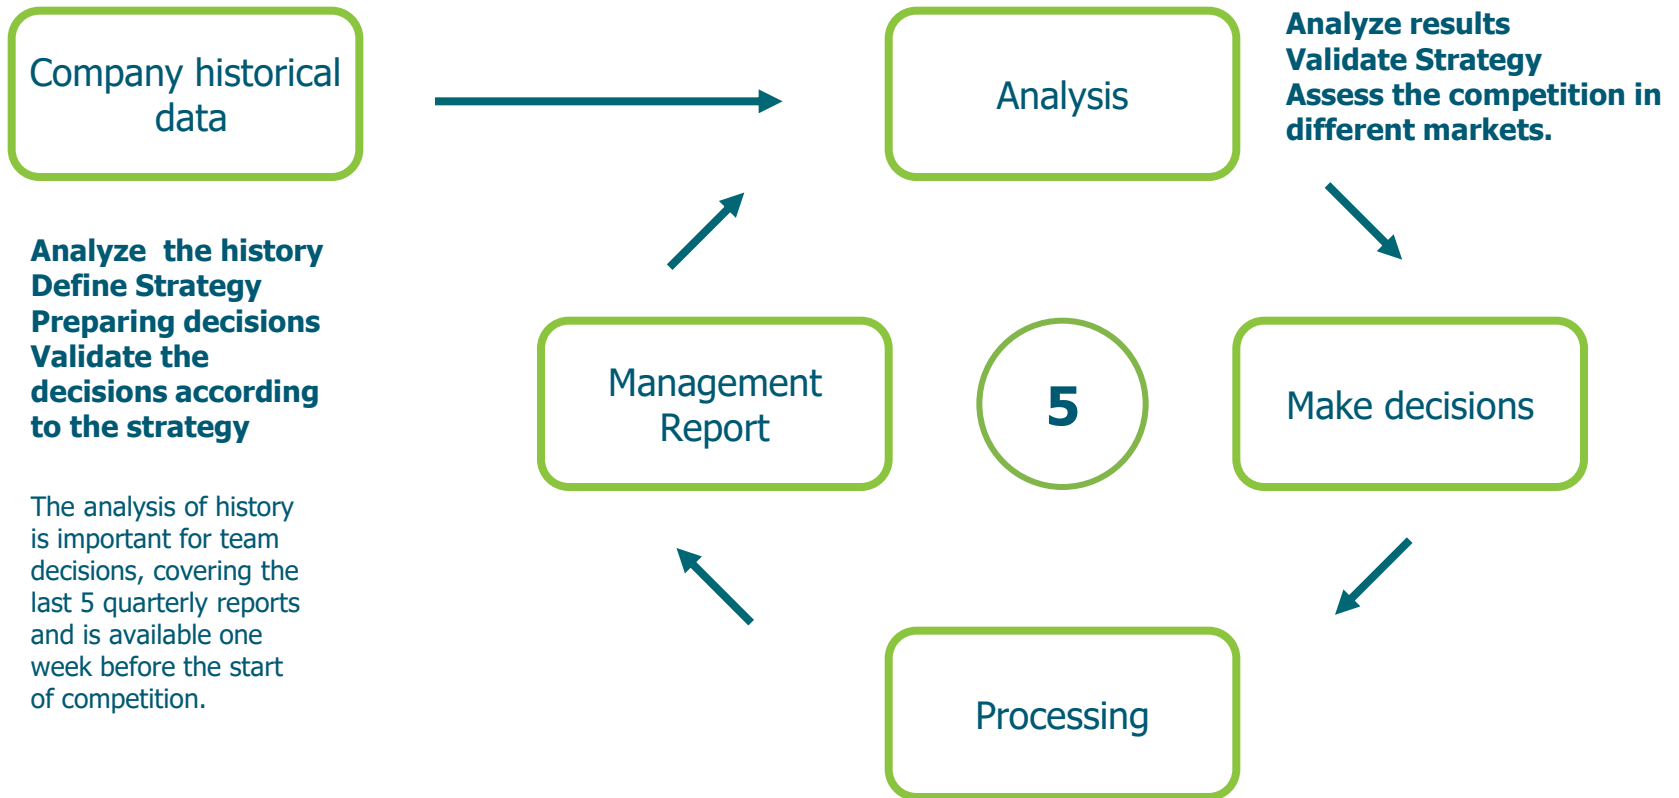 Company historical
data
Analysis
Analyze results
Validate Strategy
Assess the competition in
different markets.
Analyze  the history
Define Strategy
Preparing decisions
Validate the
decisions according
to the strategy
Management
Report
5
Make decisions
The analysis of history
is important for team
decisions, covering the
last 5 quarterly reports
and is available one
week before the start
of competition.
Processing